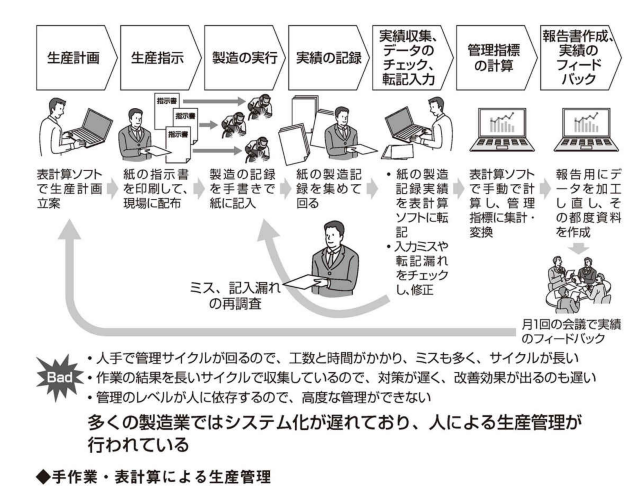 生産計画
生産指示
製造の実行
実績の記録
実績収集、
データの
チェック、
転記入力
管理指標
の計算
報告書作成、
実績の
フィード
バック
指示書
指示書
指示書
表計算ソフト
で生産計画
立案
紙の指示書
を印刷して、
現場に配布
製造の記録
を手書きで
紙に記入
紙の製造記
録を集めて
回る
・紙の製造
記録実績
を表計算
ソフトに転
記
・入力ミスや
転記漏れ
をチェック
し、修正
表計算ソフト
で手動で計
算し、管理
指標に集計・
変換
報告用にデ
ータを加工
し直し、そ
の都度資料
を作成
ミス、記入漏れ
の再調査
月1回の会議で実績
のフィードバック
Bad
・人手で管理サイクルが回るので、工数と時間がかかり、ミスも多く、サイクルが長い
・作業の結果を長いサイクルで収集しているので、対策が遅く、改善効果が出るのも遅い
・管理のレベルが人に依存するので、高度な管理ができない
多くの製造業ではシステム化が遅れており、人による生産管理が
行われている
◆手作業・表計算による生産管理